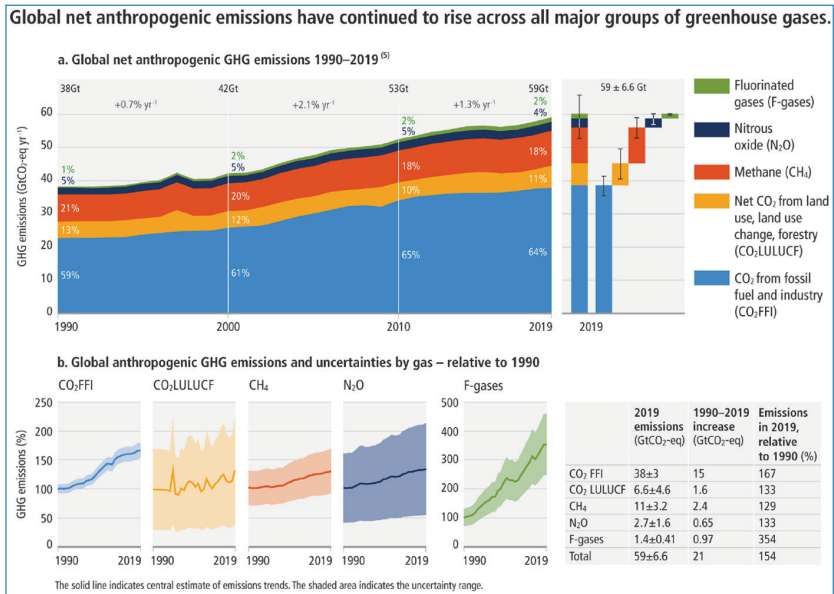 Global net anthropogenic emissions have continued to rise across all major groups of greenhouse gases.
a. Global net anthropogenic GHG emissions 1990–2019 (5)
GHG emissions (GtCO₂-eq yr⁻¹)
60
50
40
30
20
10
0
38Gt
42Gt
53Gt
59Gt
+0.7% yr⁻¹
+2.1% yr⁻¹
+1.3% yr⁻¹
1%
5%
21%
13%
59%
2%
5%
20%
12%
61%
2%
5%
18%
10%
65%
2%
4%
18%
11%
64%
1990
2000
2010
2019
59 ± 6.6 Gt
2019
Fluorinated
gases (F-gases)
Nitrous
oxide (N₂O)
Methane (CH₄)
Net CO₂ from land
use, land use
change, forestry
(CO₂LULUCF)
CO₂ from fossil
fuel and industry
(CO₂FFI)
b. Global anthropogenic GHG emissions and uncertainties by gas – relative to 1990
GHG emissions (%)
CO₂FFI
CO₂LULUCF
CH₄
N₂O
F-gases
250
200
150
100
50
0
500
400
300
200
100
0
1990 2019
1990 2019
1990 2019
1990 2019
1990 2019
2019 emissions (GtCO₂-eq) 1990–2019 increase (GtCO₂-eq) Emissions in 2019, relative to 1990 (%)
CO₂ FFI 38±3 15 167
CO₂ LULUCF 6.6±4.6 1.6 133
CH₄ 11±3.2 2.4 129
N₂O 2.7±1.6 0.65 133
F-gases 1.4±0.41 0.97 354
Total 59±6.6 21 154
The solid line indicates central estimate of emissions trends. The shaded area indicates the uncertainty range.